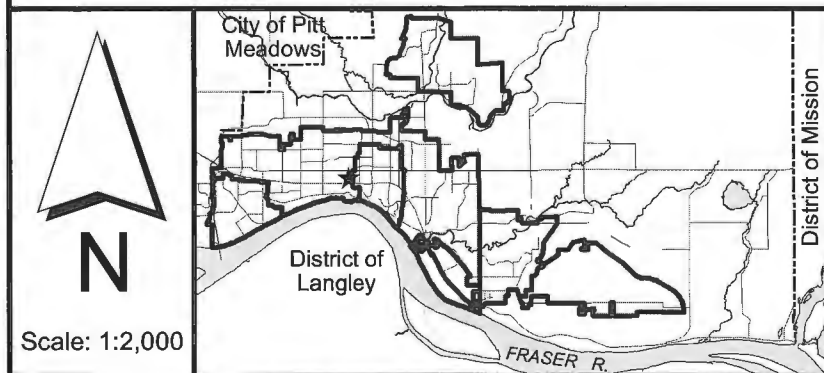 City of Pitt
Meadows
District of Mission
District of
Langley
FRASER R.
N
Scale: 1:2,000